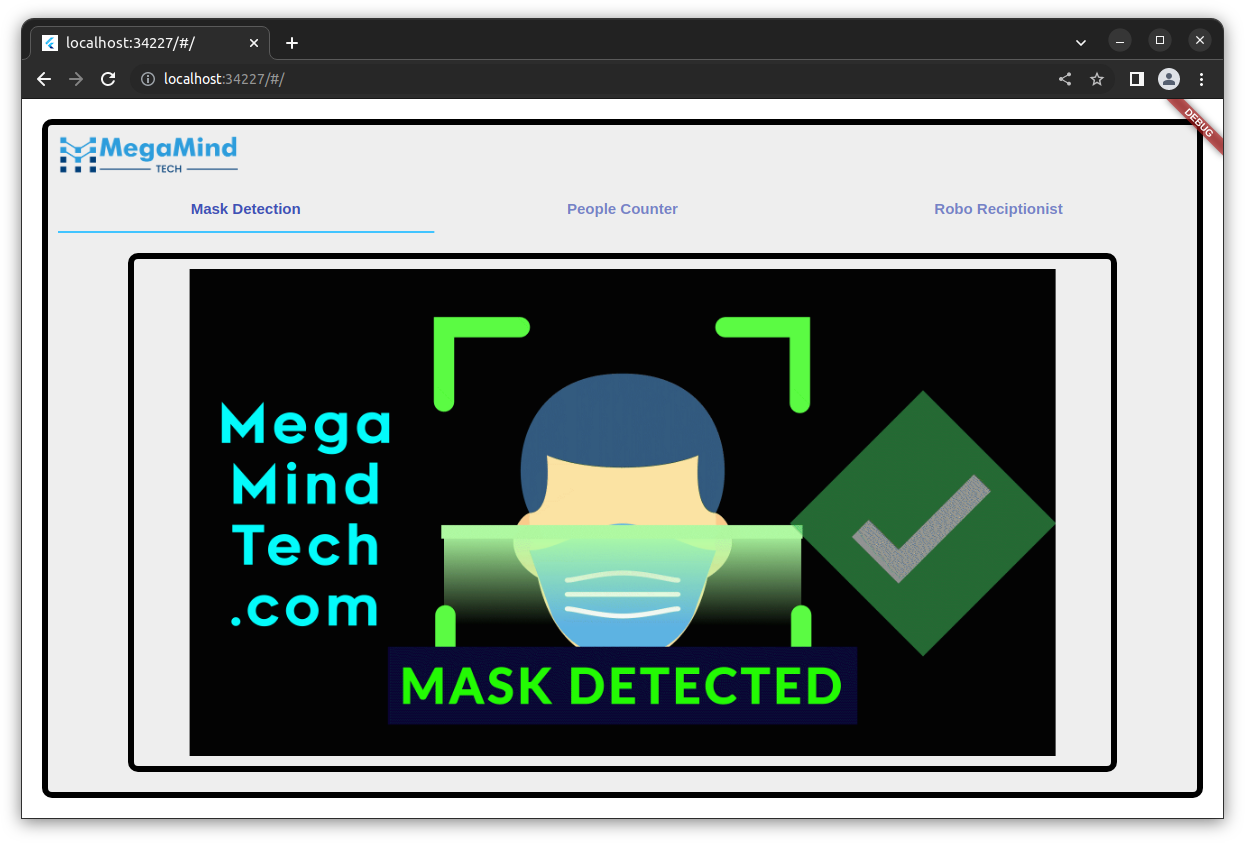 localhost:34227/#/
localhost:34227/#/
DEBUG
MegaMind
TECH
Mask Detection People Counter Robo Reciptionist
Mega
Mind
Tech
.com
MASK DETECTED